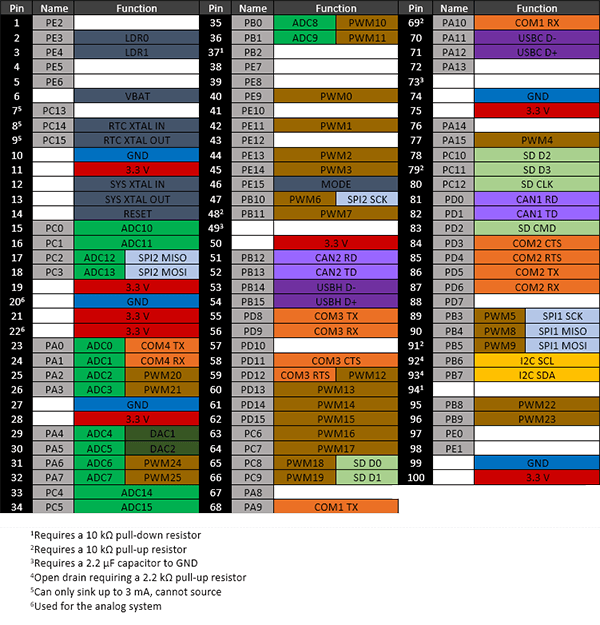 Pin Name Function
1 PE2
2 PE3 LDR0
3 PE4 LDR1
4 PE5
5 PE6
6 VBAT
7⁵ PC13
8⁵ PC14 RTC XTAL IN
9⁵ PC15 RTC XTAL OUT
10 GND
11 3.3 V
12 SYS XTAL IN
13 SYS XTAL OUT
14 RESET
15 PC0 ADC10
16 PC1 ADC11
17 PC2 ADC12 SPI2 MISO
18 PC3 ADC13 SPI2 MOSI
19 3.3 V
20⁶ GND
21 3.3 V
22⁶ 3.3 V
23 PA0 ADC0 COM4 TX
24 PA1 ADC1 COM4 RX
25 PA2 ADC2 PWM20
26 PA3 ADC3 PWM21
27 GND
28 3.3 V
29 PA4 ADC4 DAC1
30 PA5 ADC5 DAC2
31 PA6 ADC6 PWM24
32 PA7 ADC7 PWM25
33 PC4 ADC14
34 PC5 ADC15
Pin Name Function
35 PB0 ADC8 PWM10
36 PB1 ADC9 PWM11
37¹ PB2
38 PE7
39 PE8
40 PE9 PWM0
41 PE10
42 PE11 PWM1
43 PE12
44 PE13 PWM2
45 PE14 PWM3
46 PE15 MODE
47 PB10 PWM6 SPI2 SCK
48² PB11 PWM7
49³
50 3.3 V
51 PB12 CAN2 RD
52 PB13 CAN2 TD
53 PB14 USBH D-
54 PB15 USBH D+
55 PD8 COM3 TX
56 PD9 COM3 RX
57 PD10
58 PD11 COM3 CTS
59 PD12 COM3 RTS PWM12
60 PD13 PWM13
61 PD14 PWM14
62 PD15 PWM15
63 PC6 PWM16
64 PC7 PWM17
65 PC8 PWM18 SD D0
66 PC9 PWM19 SD D1
67 PA8
68 PA9 COM1 TX
Pin Name Function
69² PA10 COM1 RX
70 PA11 USBC D-
71 PA12 USBC D+
72 PA13
73³
74 GND
75 3.3 V
76 PA14
77 PA15 PWM4
78 PC10 SD D2
79² PC11 SD D3
80 PC12 SD CLK
81 PD0 CAN1 RD
82 PD1 CAN1 TD
83 PD2 SD CMD
84 PD3 COM2 CTS
85 PD4 COM2 RTS
86 PD5 COM2 TX
87 PD6 COM2 RX
88 PD7
89 PB3 PWM5 SPI1 SCK
90 PB4 PWM8 SPI1 MISO
91² PB5 PWM9 SPI1 MOSI
92⁴ PB6 I2C SCL
93⁴ PB7 I2C SDA
94¹
95 PB8 PWM22
96 PB9 PWM23
97 PE0
98 PE1
99 GND
100 3.3 V
¹Requires a 10 kΩ pull-down resistor
²Requires a 10 kΩ pull-up resistor
³Requires a 2.2 µF capacitor to GND
⁴Open drain requiring a 2.2 kΩ pull-up resistor
⁵Can only sink up to 3 mA, cannot source
⁶Used for the analog system